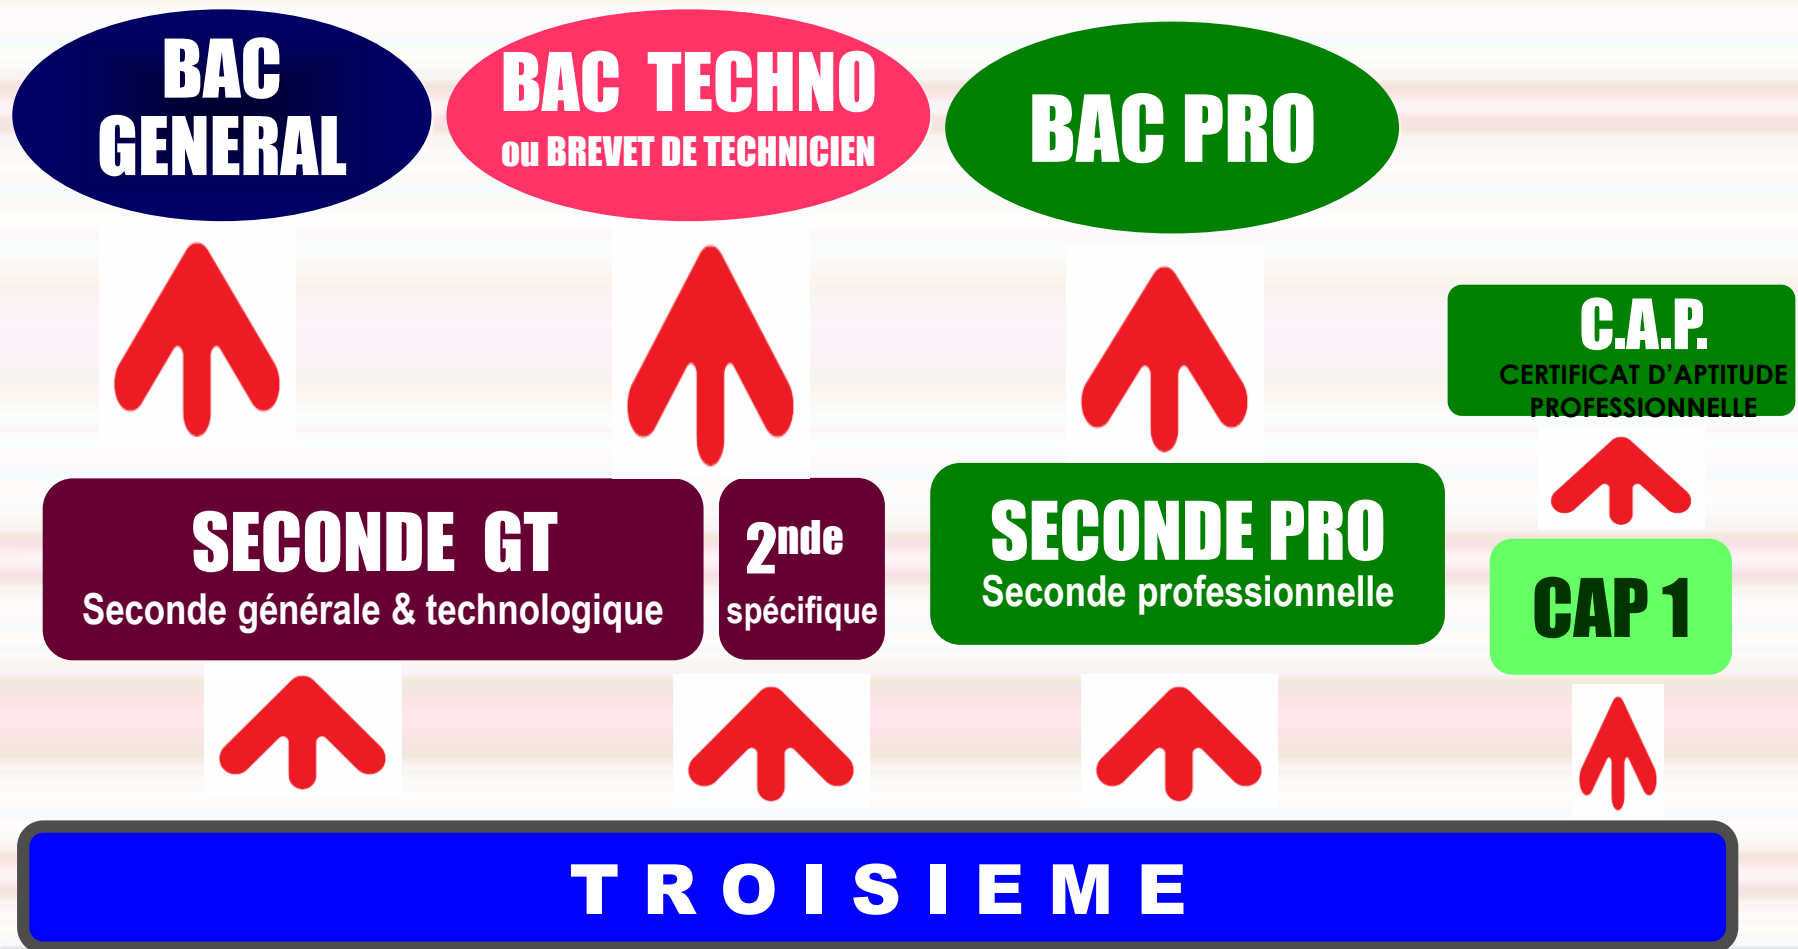 BAC
GENERAL
BAC TECHNO
ou BREVET DE TECHNICIEN
BAC PRO
C.A.P.
CERTIFICAT D’APTITUDE
PROFESSIONNELLE
SECONDE GT
Seconde générale & technologique
2nde
spécifique
SECONDE PRO
Seconde professionnelle
CAP 1
TROISIEME